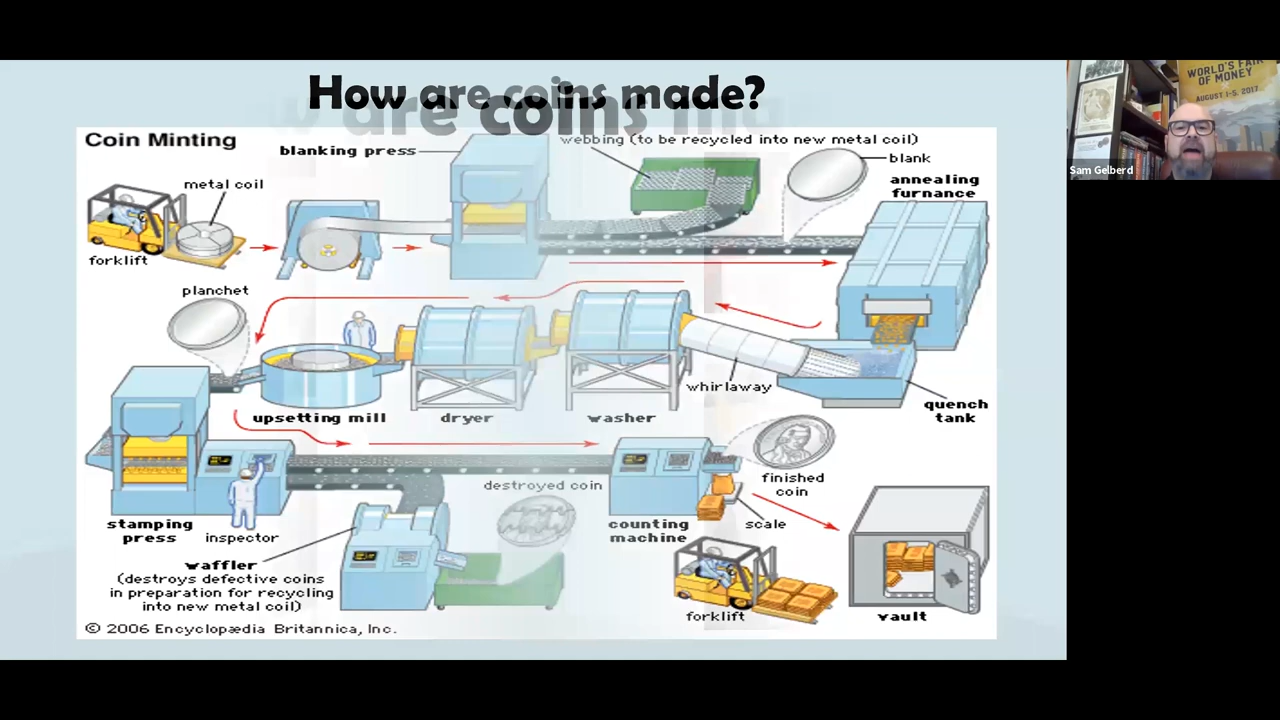 How are coins made?
Coin Minting
blanking press
webbing (to be recycled into new metal coil)
blank
annealing
furnance
metal coil
forklift
planchet
whirlaway
quench
tank
upsetting mill
dryer
washer
finished
coin
destroyed coin
stamping
press
inspector
counting
machine
scale
waffler
(destroys defective coins
in preparation for recycling
into new metal coil)
forklift
vault
© 2006 Encyclopædia Britannica, Inc.
WORLD'S FAIR
OF MONEY
AUGUST 1-5, 2017
Sam Gelberd